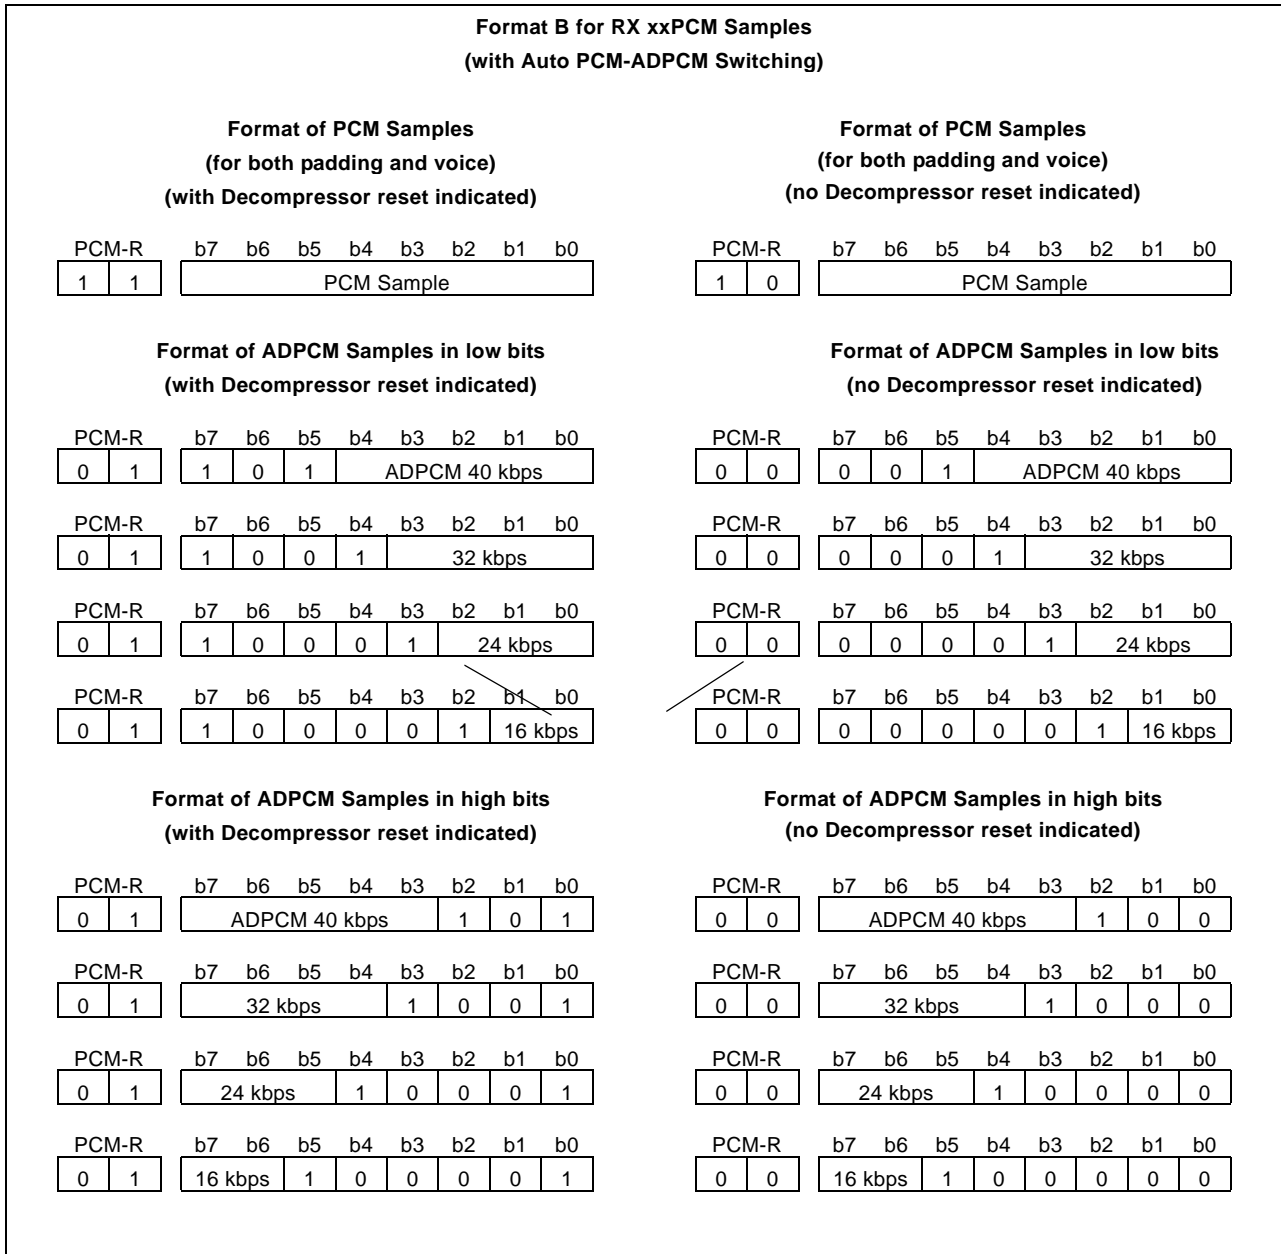 Format B for RX xxPCM Samples
(with Auto PCM-ADPCM Switching)
Format of PCM Samples
(for both padding and voice)
(with Decompressor reset indicated)
PCM-R b7 b6 b5 b4 b3 b2 b1 b0
1 1 PCM Sample
Format of PCM Samples
(for both padding and voice)
(no Decompressor reset indicated)
PCM-R b7 b6 b5 b4 b3 b2 b1 b0
1 0 PCM Sample
Format of ADPCM Samples in low bits
(with Decompressor reset indicated)
PCM-R b7 b6 b5 b4 b3 b2 b1 b0
0 1 1 0 1 ADPCM 40 kbps
PCM-R b7 b6 b5 b4 b3 b2 b1 b0
0 1 1 0 0 1 32 kbps
PCM-R b7 b6 b5 b4 b3 b2 b1 b0
0 1 1 0 0 0 1 24 kbps
PCM-R b7 b6 b5 b4 b3 b2 b1 b0
0 1 1 0 0 0 0 1 16 kbps
Format of ADPCM Samples in low bits
(no Decompressor reset indicated)
PCM-R b7 b6 b5 b4 b3 b2 b1 b0
0 0 0 0 1 ADPCM 40 kbps
PCM-R b7 b6 b5 b4 b3 b2 b1 b0
0 0 0 0 0 1 32 kbps
PCM-R b7 b6 b5 b4 b3 b2 b1 b0
0 0 0 0 0 0 1 24 kbps
PCM-R b7 b6 b5 b4 b3 b2 b1 b0
0 0 0 0 0 0 0 1 16 kbps
Format of ADPCM Samples in high bits
(with Decompressor reset indicated)
PCM-R b7 b6 b5 b4 b3 b2 b1 b0
0 1 ADPCM 40 kbps 1 0 1
PCM-R b7 b6 b5 b4 b3 b2 b1 b0
0 1 32 kbps 1 0 0 1
PCM-R b7 b6 b5 b4 b3 b2 b1 b0
0 1 24 kbps 1 0 0 0 1
PCM-R b7 b6 b5 b4 b3 b2 b1 b0
0 1 16 kbps 1 0 0 0 0 1
Format of ADPCM Samples in high bits
(no Decompressor reset indicated)
PCM-R b7 b6 b5 b4 b3 b2 b1 b0
0 0 ADPCM 40 kbps 1 0 0
PCM-R b7 b6 b5 b4 b3 b2 b1 b0
0 0 32 kbps 1 0 0 0
PCM-R b7 b6 b5 b4 b3 b2 b1 b0
0 0 24 kbps 1 0 0 0 0
PCM-R b7 b6 b5 b4 b3 b2 b1 b0
0 0 16 kbps 1 0 0 0 0 0